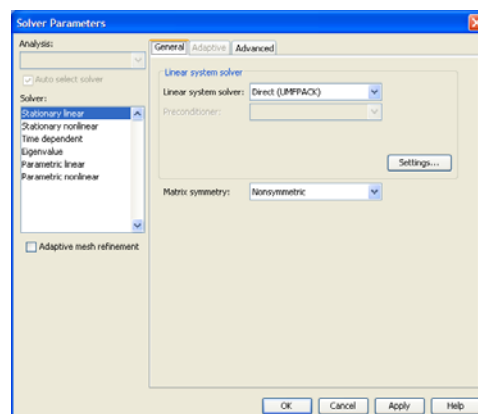 Solver Parameters
Analysis:
Auto select solver
Solver:
Stationary linear
Stationary nonlinear
Time dependent
Eigenvalue
Parametric linear
Parametric nonlinear
Adaptive mesh refinement
General Adaptive Advanced
Linear system solver
Linear system solver: Direct (UMFPACK)
Preconditioner:
Settings...
Matrix symmetry: Nonsymmetric
OK Cancel Apply Help